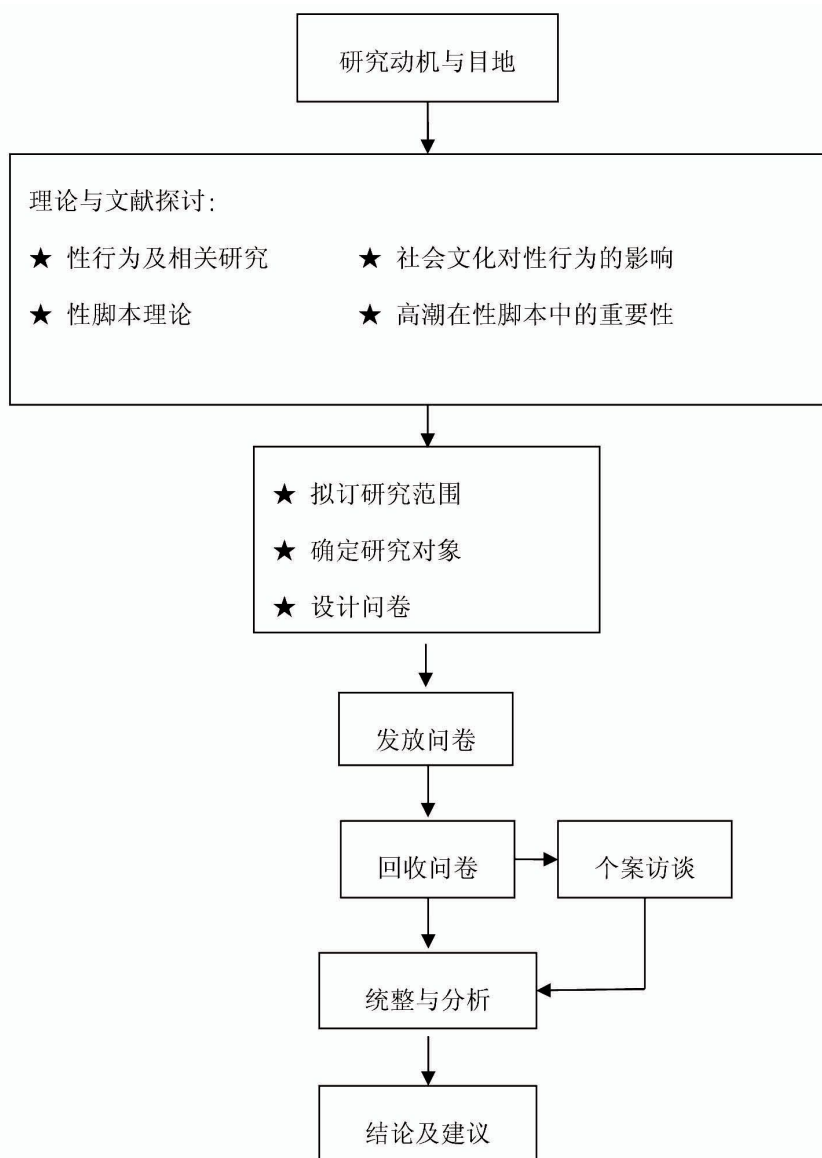 研究动机与目地
理论与文献探讨：
★ 性行为及相关研究 ★ 社会文化对性行为的影响
★ 性脚本理论 ★ 高潮在性脚本中的重要性
★ 拟订研究范围
★ 确定研究对象
★ 设计问卷
发放问卷
回收问卷 个案访谈
统整与分析
结论及建议